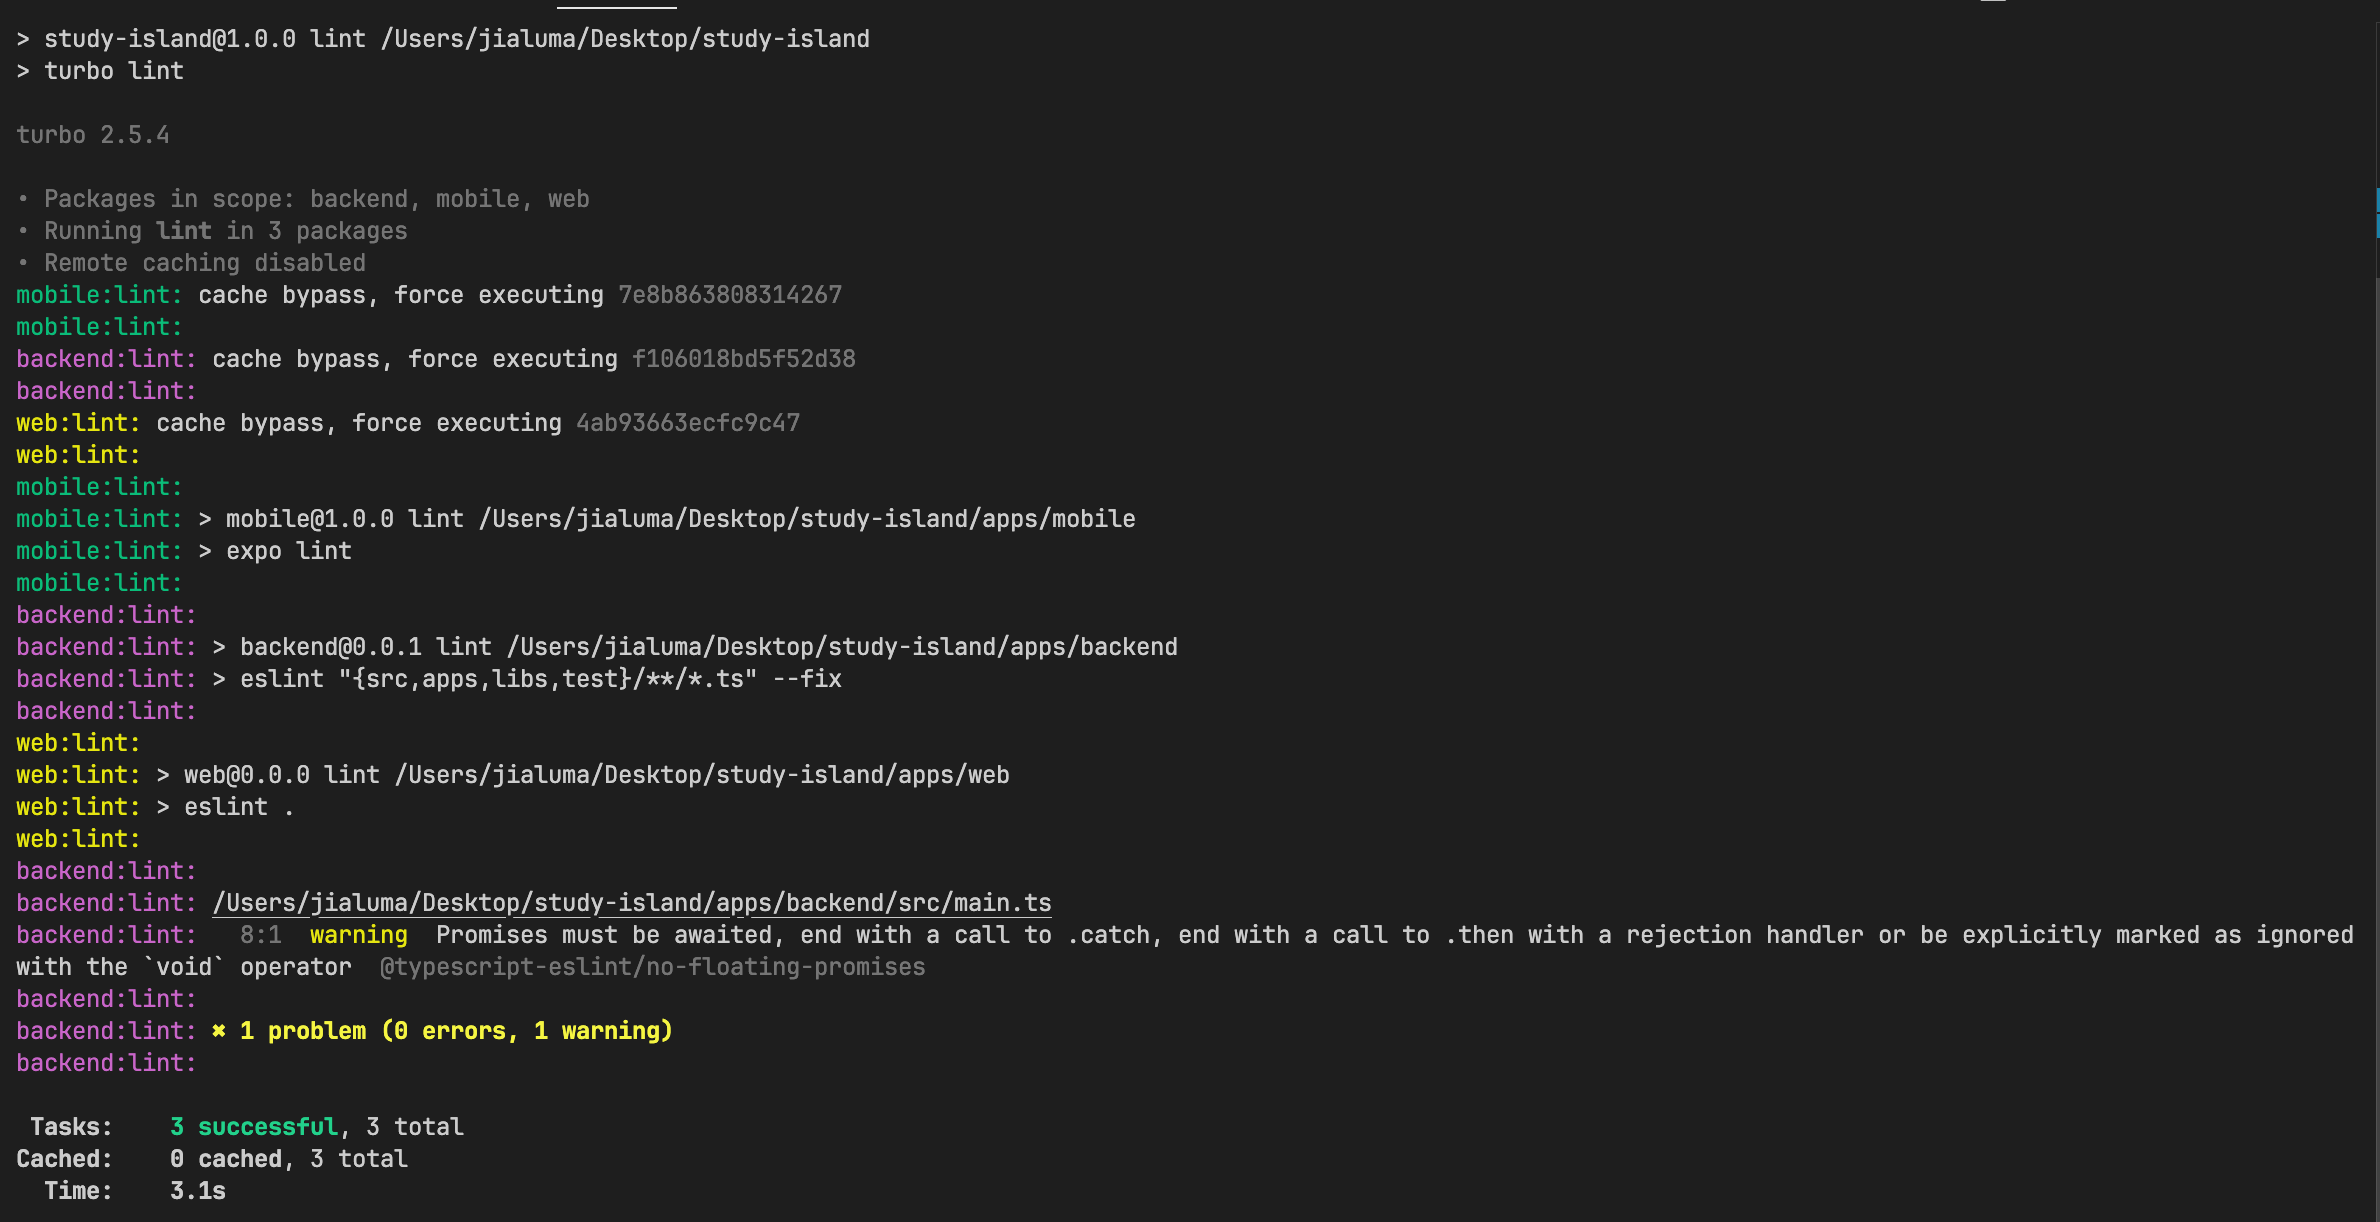 > study-island@1.0.0 lint /Users/jialuma/Desktop/study-island
> turbo lint
turbo 2.5.4
• Packages in scope: backend, mobile, web
• Running lint in 3 packages
• Remote caching disabled
mobile:lint: cache bypass, force executing 7e8b863808314267
mobile:lint:
backend:lint: cache bypass, force executing f106018bd5f52d38
backend:lint:
web:lint: cache bypass, force executing 4ab93663ecfc9c47
web:lint:
mobile:lint:
mobile:lint: > mobile@1.0.0 lint /Users/jialuma/Desktop/study-island/apps/mobile
mobile:lint: > expo lint
mobile:lint:
backend:lint:
backend:lint: > backend@0.0.1 lint /Users/jialuma/Desktop/study-island/apps/backend
backend:lint: > eslint "{src,apps,libs,test}/**/*.ts" --fix
backend:lint:
web:lint:
web:lint: > web@0.0.0 lint /Users/jialuma/Desktop/study-island/apps/web
web:lint: > eslint .
web:lint:
backend:lint:
backend:lint: /Users/jialuma/Desktop/study-island/apps/backend/src/main.ts
backend:lint:   8:1  warning  Promises must be awaited, end with a call to .catch, end with a call to .then with a rejection handler or be explicitly marked as ignored
with the `void` operator  @typescript-eslint/no-floating-promises
backend:lint:
backend:lint: ✖ 1 problem (0 errors, 1 warning)
backend:lint:
Tasks:    3 successful, 3 total
Cached:    0 cached, 3 total
Time:    3.1s